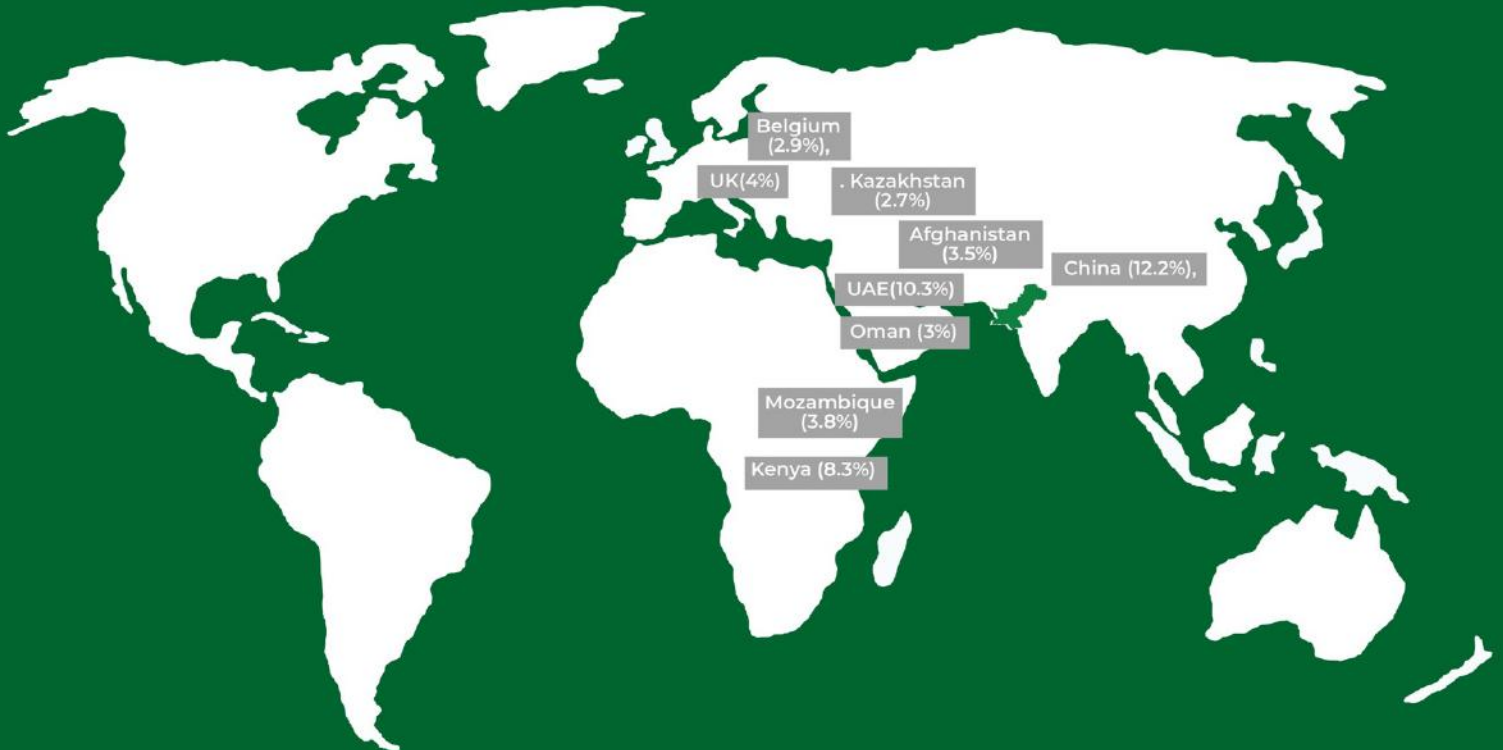 Belgium
(2.9%),
UK(4%)
. Kazakhstan
(2.7%)
Afghanistan
(3.5%)
China (12.2%),
UAE(10.3%)
Oman (3%)
Mozambique
(3.8%)
Kenya (8.3%)